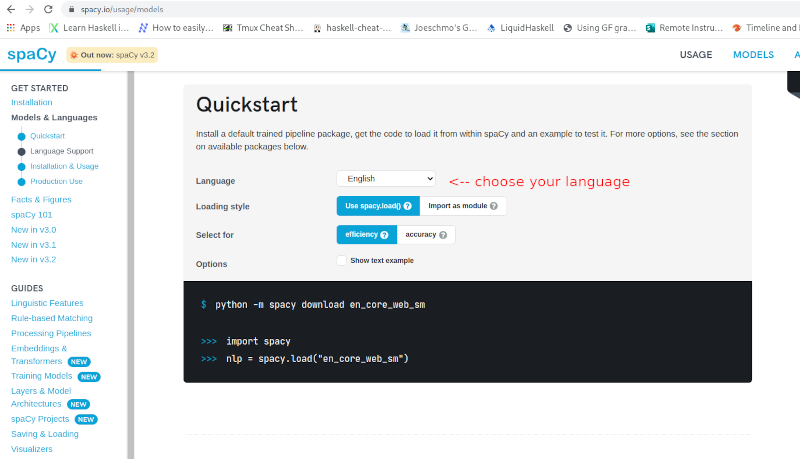 spacy.io/usage/models
Apps Learn Haskell i... How to easily... Tmux Cheat Sh... haskell-cheat-... Joeschmo's G... LiquidHaskell Using GF gra... Remote Instru... Timeline and
spaCy Out now: spaCy v3.2 USAGE MODELS
GET STARTED
Installation
Models & Languages
Quickstart
Language Support
Installation & Usage
Production Use
Facts & Figures
spaCy 101
New in v3.0
New in v3.1
New in v3.2
GUIDES
Linguistic Features
Rule-based Matching
Processing Pipelines
Embeddings &
Transformers NEW
Training Models NEW
Layers & Model
Architectures NEW
spaCy Projects NEW
Saving & Loading
Visualizers
Quickstart
Install a default trained pipeline package, get the code to load it from within spaCy and an example to test it. For more options, see the section
on available packages below.
Language English <-- choose your language
Loading style Use spacy.load() ? Import as module ?
Select for efficiency ? accuracy ?
Options Show text example
$ python -m spacy download en_core_web_sm
>>> import spacy
>>> nlp = spacy.load("en_core_web_sm")